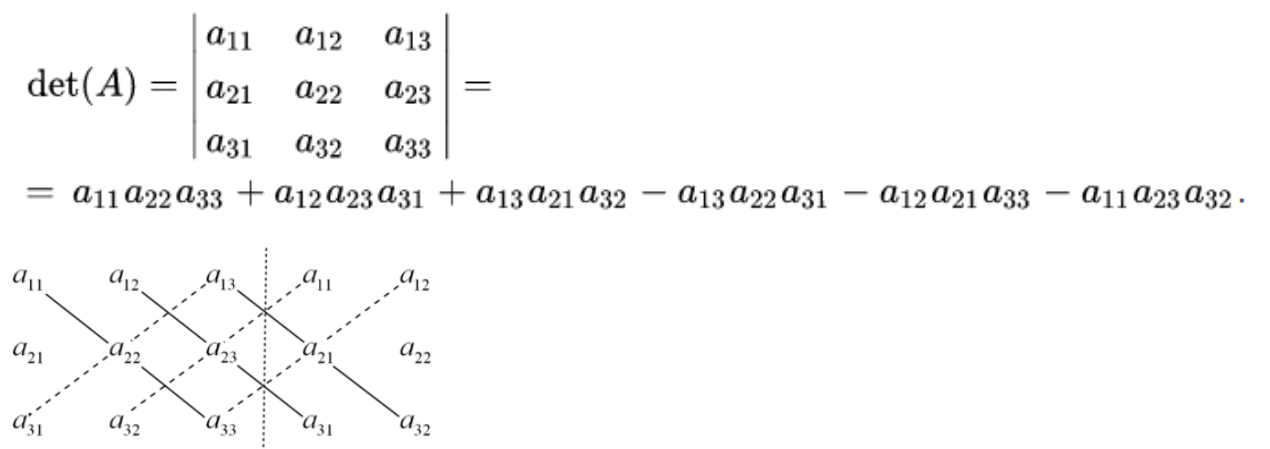 a₁₁ a₁₂ a₁₃
det(A) = | a₂₁ a₂₂ a₂₃ | =
a₃₁ a₃₂ a₃₃
= a₁₁a₂₂a₃₃ + a₁₂a₂₃a₃₁ + a₁₃a₂₁a₃₂ − a₁₃a₂₂a₃₁ − a₁₂a₂₁a₃₃ − a₁₁a₂₃a₃₂.
a₁₁ a₁₂ a₁₃ a₁₁ a₁₂
a₂₁ a₂₂ a₂₃ a₂₁ a₂₂
a₃₁ a₃₂ a₃₃ a₃₁ a₃₂